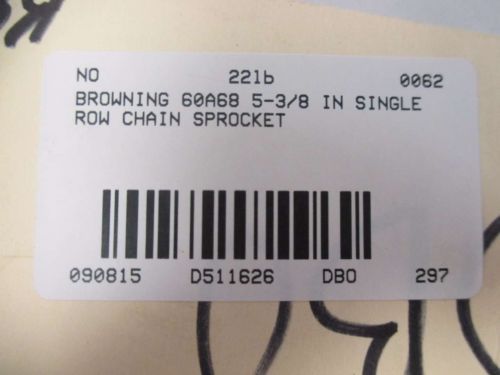 NO 221b 0062
BROWNING 60A68 5-3/8 IN SINGLE
ROW CHAIN SPROCKET
090815 D511626 DBO 297